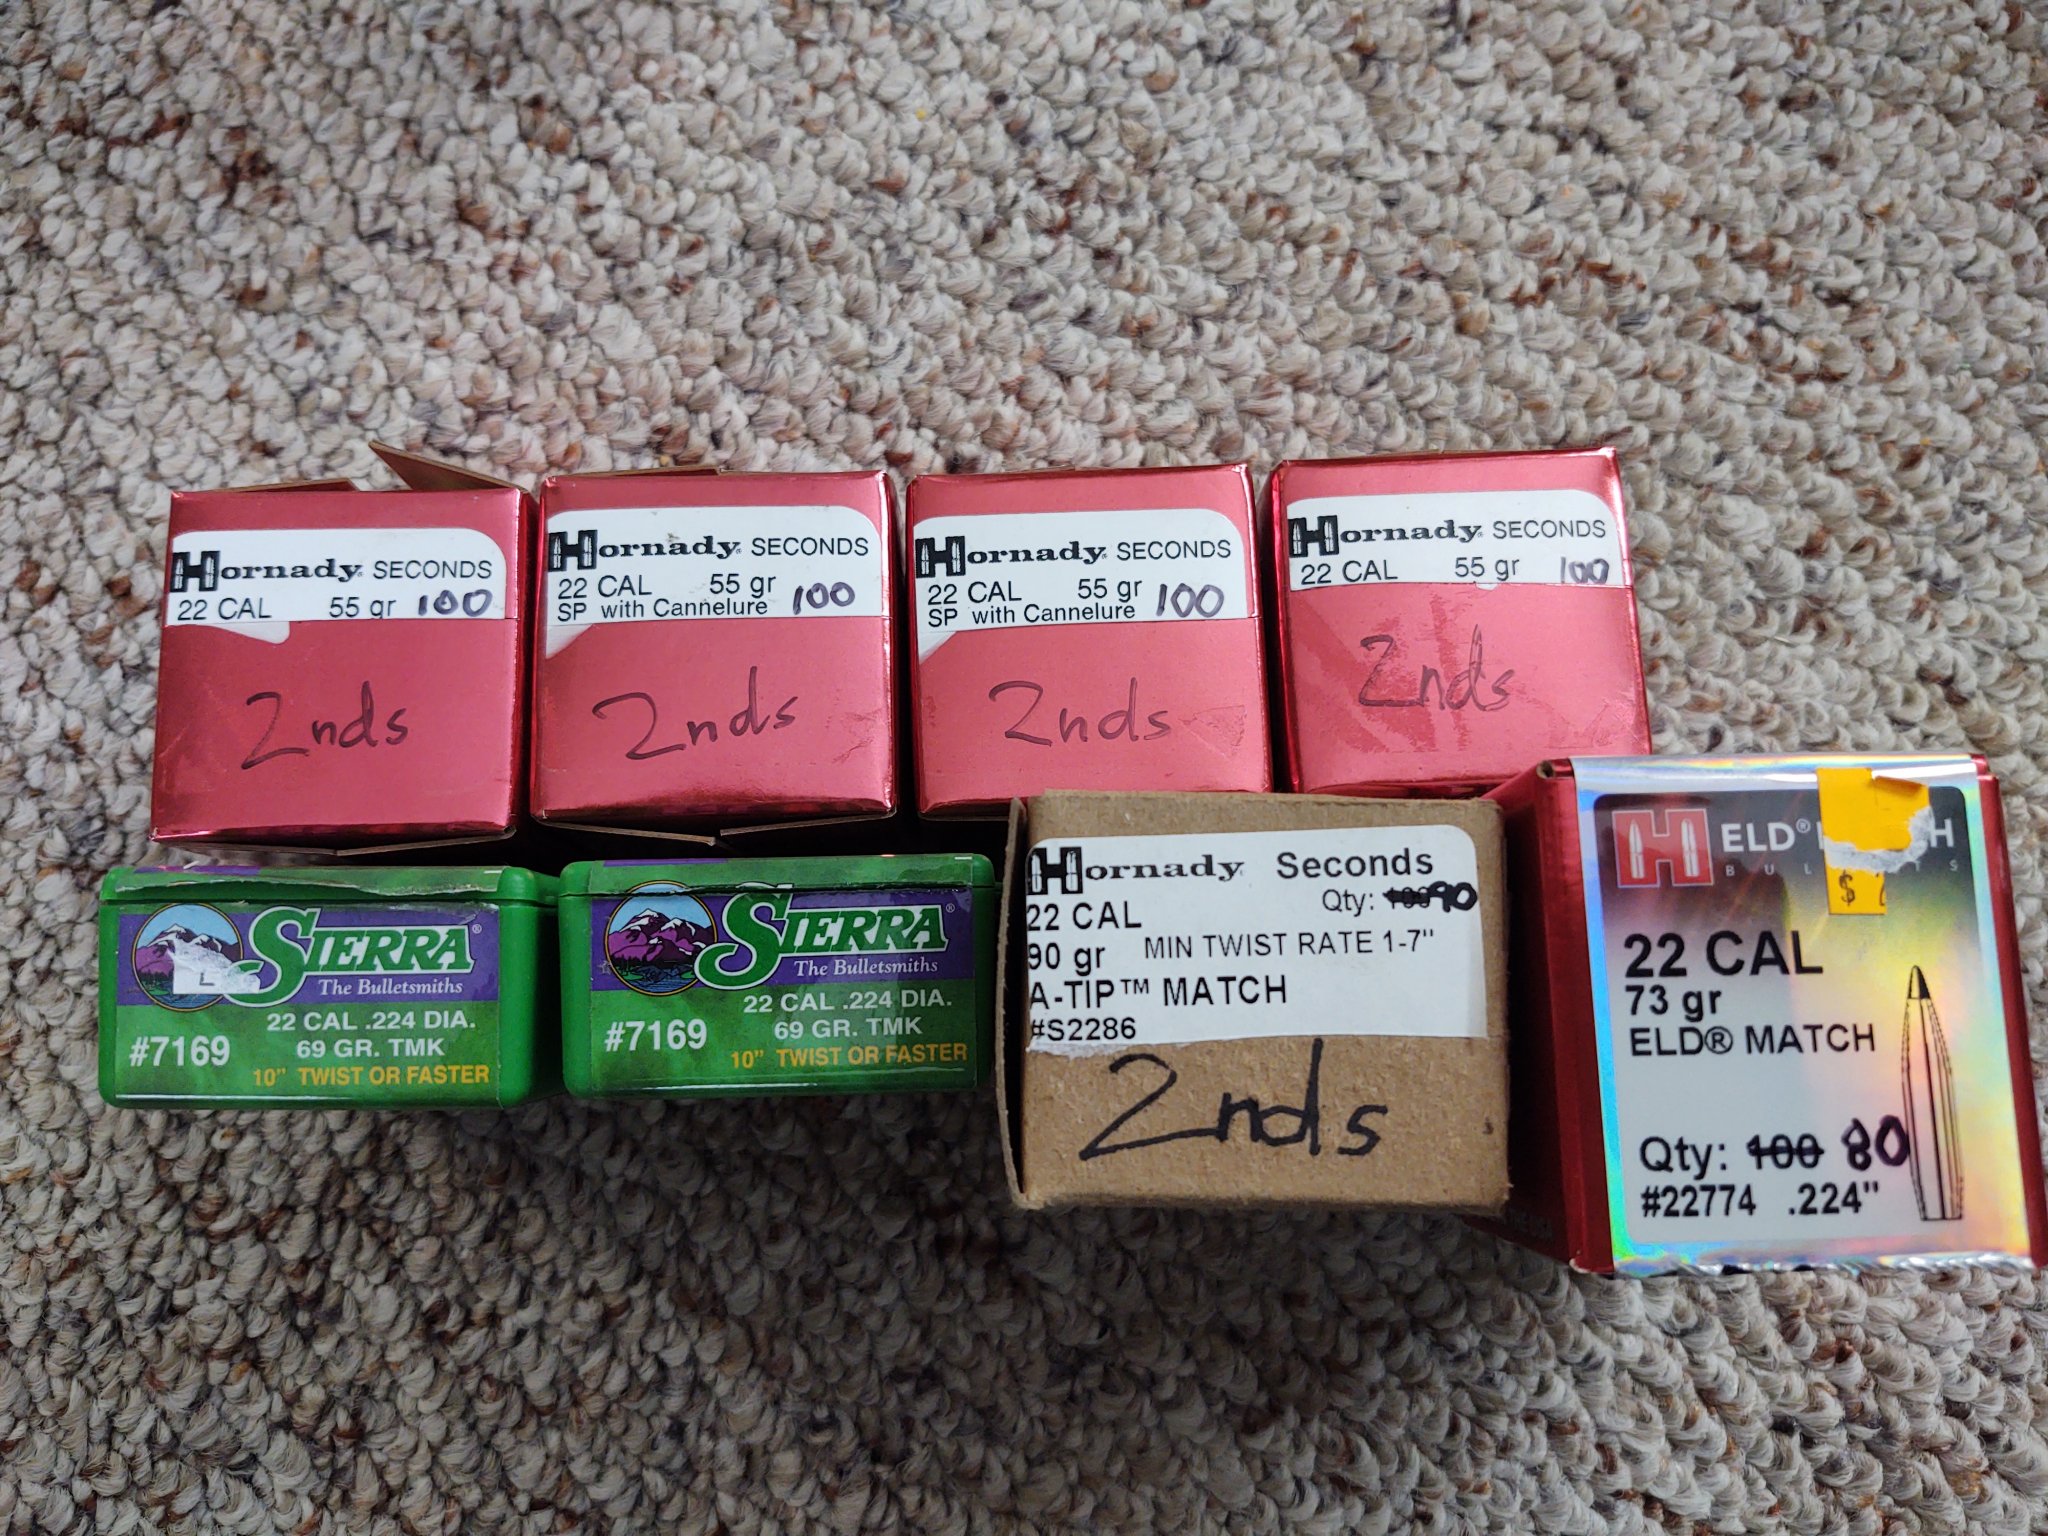 Hornady SECONDS
22 CAL 55 gr 100
2nds
Hornady SECONDS
22 CAL 55 gr
SP with Cannelure 100
2nds
Hornady SECONDS
22 CAL 55 gr
SP with Cannelure 100
2nds
Hornady SECONDS
22 CAL 55 gr 100
2nds
SIERRA®
The Bulletsmiths
22 CAL .224 DIA.
#7169 69 GR. TMK
10" TWIST OR FASTER
SIERRA®
The Bulletsmiths
22 CAL .224 DIA.
#7169 69 GR. TMK
10" TWIST OR FASTER
Hornady Seconds
Qty: 100 90
22 CAL
90 gr MIN TWIST RATE 1-7"
A-TIP™ MATCH
#S2286
2nds
H ELD®
$
22 CAL
73 gr
ELD® MATCH
Qty: 100 80
#22774 .224"